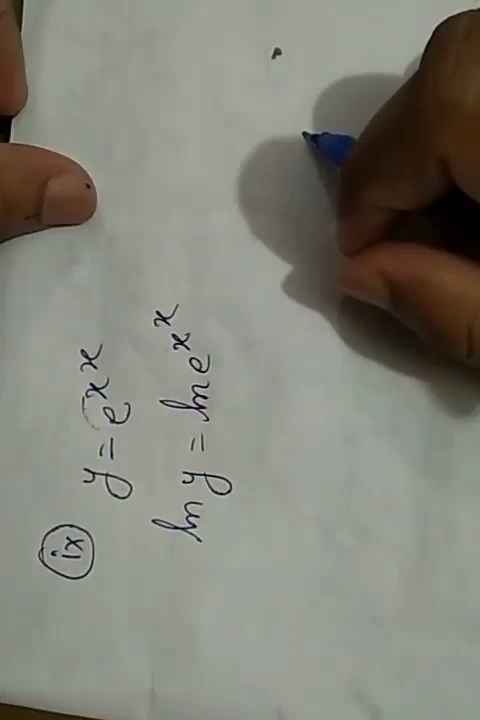 (ix) y = e^x^x
ln y = ln e^x^x